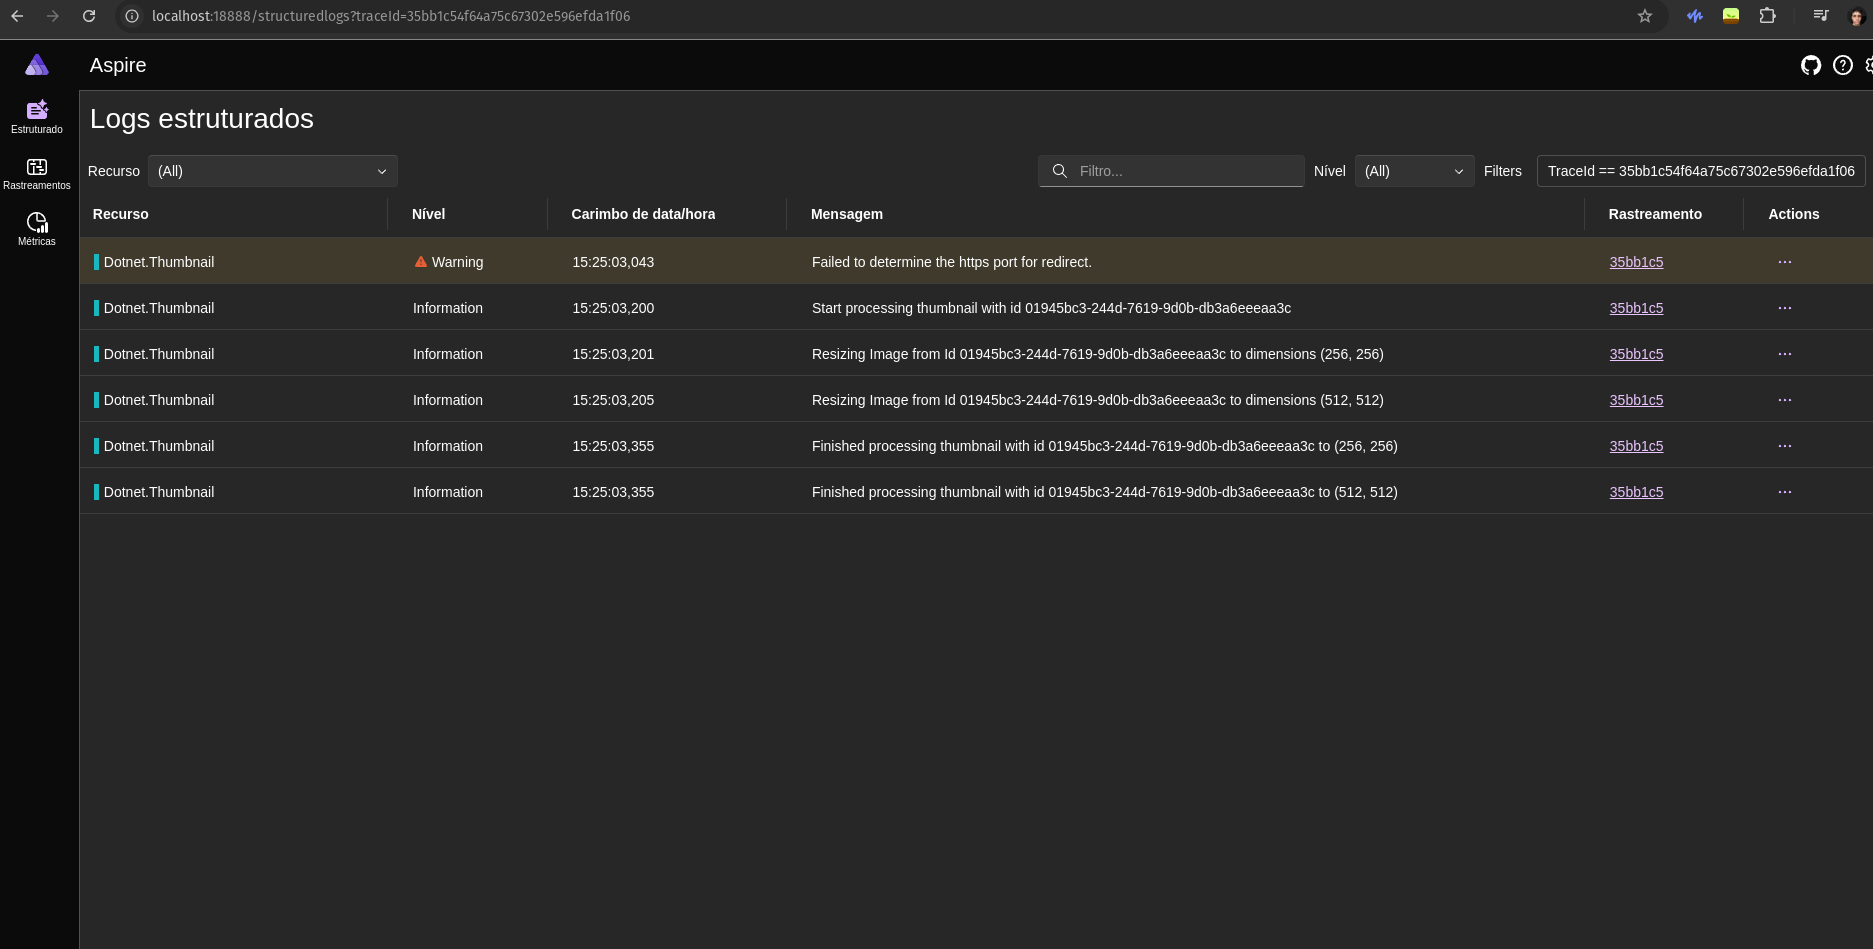 localhost:18888/structuredlogs?traceId=35bb1c54f64a75c67302e596efda1f06
Aspire
Estruturado
Rastreamentos
Métricas
Logs estruturados
Recurso (All) Filtro... Nível (All) Filters TraceId == 35bb1c54f64a75c67302e596efda1f06
Recurso Nível Carimbo de data/hora Mensagem Rastreamento Actions
Dotnet.Thumbnail Warning 15:25:03,043 Failed to determine the https port for redirect. 35bb1c5 ...
Dotnet.Thumbnail Information 15:25:03,200 Start processing thumbnail with id 01945bc3-244d-7619-9d0b-db3a6eeeaa3c 35bb1c5 ...
Dotnet.Thumbnail Information 15:25:03,201 Resizing Image from Id 01945bc3-244d-7619-9d0b-db3a6eeeaa3c to dimensions (256, 256) 35bb1c5 ...
Dotnet.Thumbnail Information 15:25:03,205 Resizing Image from Id 01945bc3-244d-7619-9d0b-db3a6eeeaa3c to dimensions (512, 512) 35bb1c5 ...
Dotnet.Thumbnail Information 15:25:03,355 Finished processing thumbnail with id 01945bc3-244d-7619-9d0b-db3a6eeeaa3c to (256, 256) 35bb1c5 ...
Dotnet.Thumbnail Information 15:25:03,355 Finished processing thumbnail with id 01945bc3-244d-7619-9d0b-db3a6eeeaa3c to (512, 512) 35bb1c5 ...